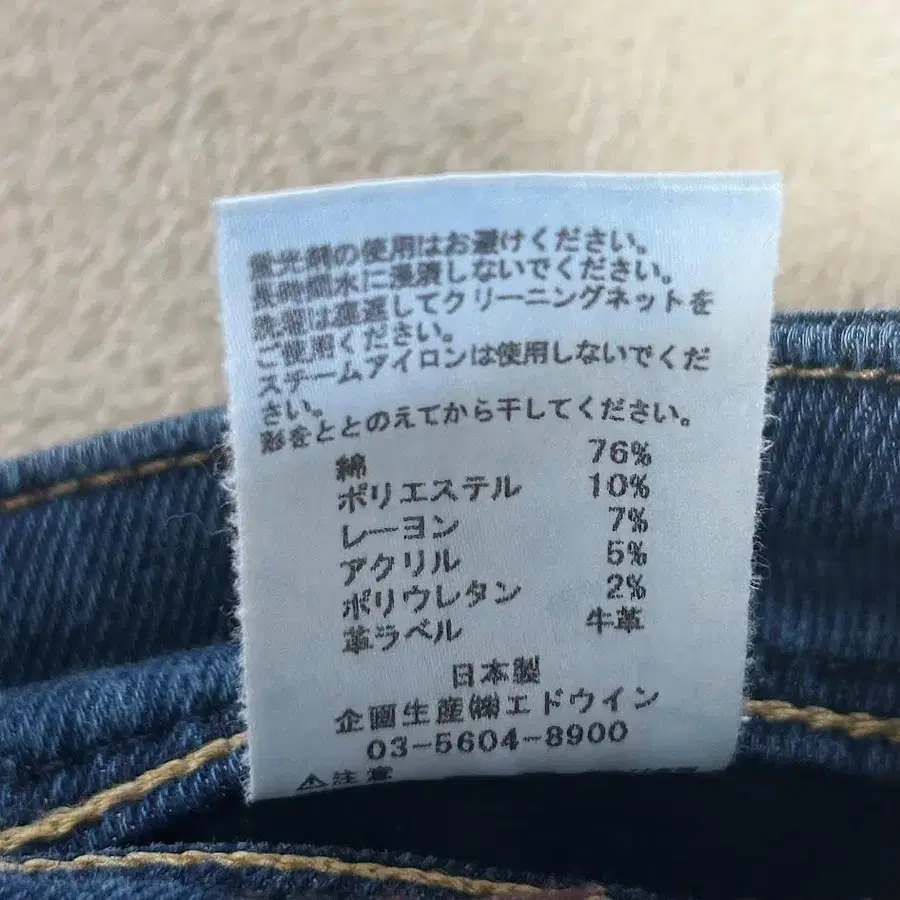 蛍光剤の使用はお避けください。
長時間水に浸漬しないでください。
洗濯は裏返してクリーニングネットを
ご使用ください。
スチームアイロンは使用しないでくだ
さい。
形をととのえてから干してください。
綿 76%
ポリエステル 10%
レーヨン 7%
アクリル 5%
ポリウレタン 2%
革ラベル 牛革
日本製
企画生産㈱エドウイン
03-5604-8900
⚠注意